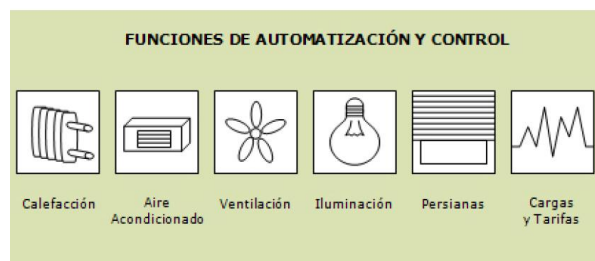 FUNCIONES DE AUTOMATIZACIÓN Y CONTROL
Calefacción
Aire
Acondicionado
Ventilación
Iluminación
Persianas
Cargas
y Tarifas